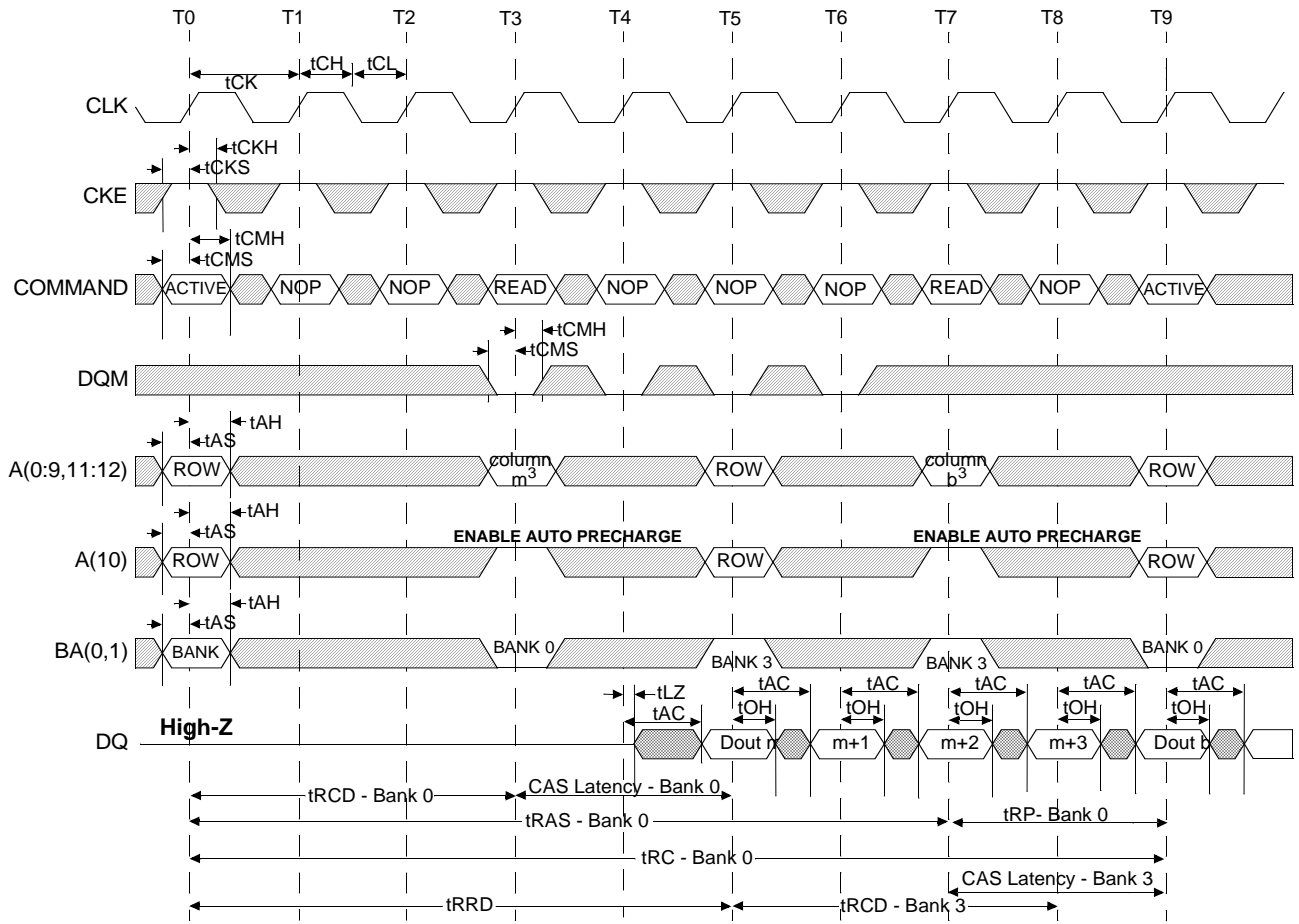 T0 T1 T2 T3 T4 T5 T6 T7 T8 T9
tCK tCH tCL
CLK
tCKH
tCKS
CKE
tCMH
tCMS
COMMAND ACTIVE NOP NOP READ NOP NOP NOP READ NOP ACTIVE
tCMH
tCMS
DQM
tAH
tAS
A(0:9,11:12) ROW column m3 ROW column b3 ROW
tAH
tAS
ENABLE AUTO PRECHARGE ENABLE AUTO PRECHARGE
A(10) ROW ROW ROW
tAH
tAS
BA(0,1) BANK BANK 0 BANK 3 BANK 3 BANK 0
tLZ tAC tAC tAC tAC tAC
tAC tOH tOH tOH tOH tOH
High-Z
DQ Dout m m+1 m+2 m+3 Dout b
tRCD - Bank 0 CAS Latency - Bank 0
tRAS - Bank 0 tRP- Bank 0
tRC - Bank 0
CAS Latency - Bank 3
tRRD tRCD - Bank 3